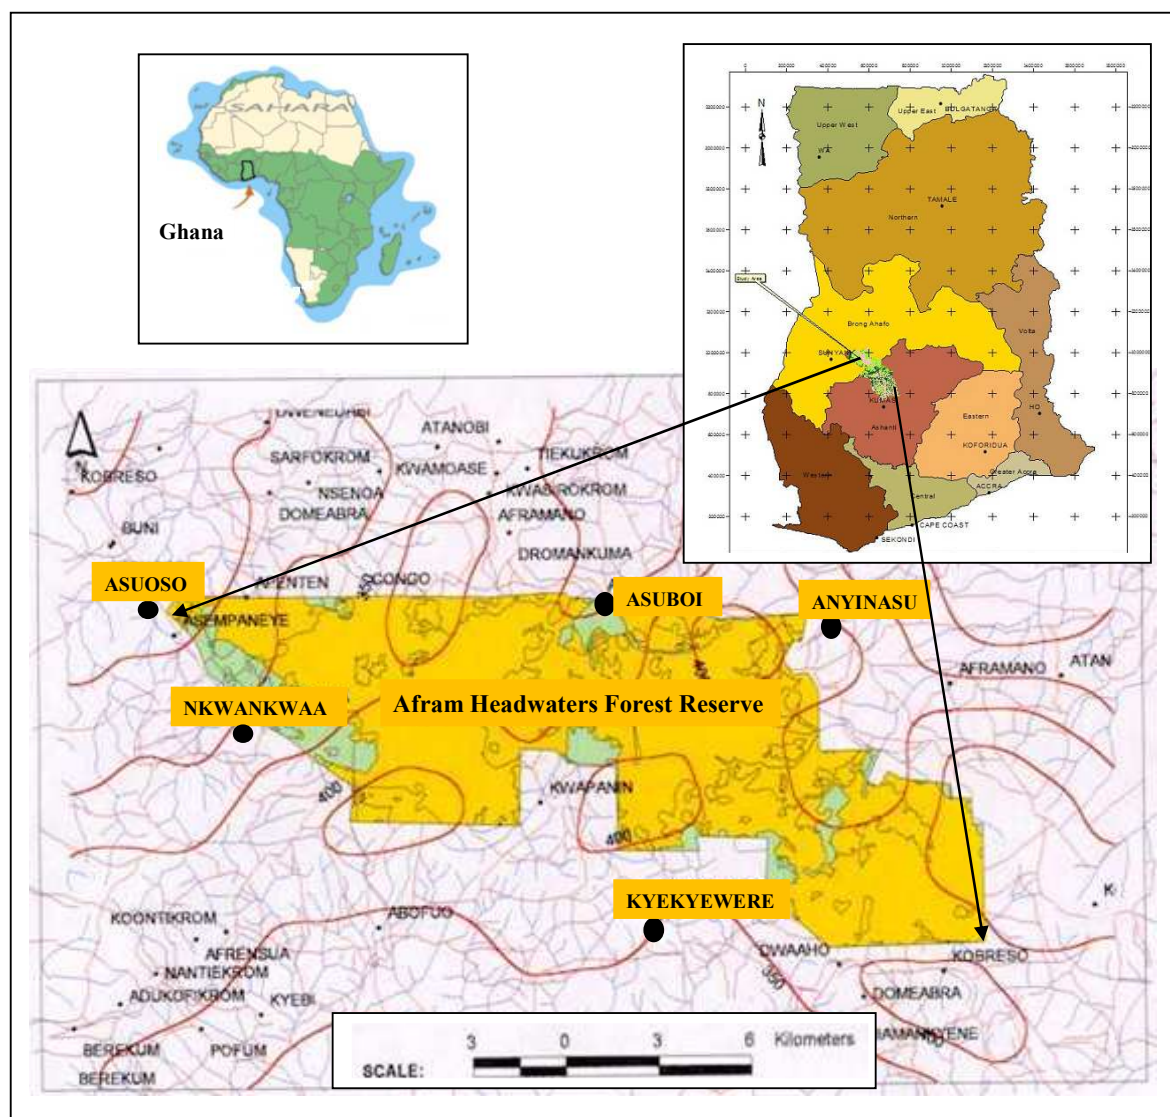 SAHARA
Ghana
N
Upper West
Upper East
BOLGATANGA
WA
TAMALE
Northern
Study Area
Brong Ahafo
Volta
KUMASI
Ashanti
Eastern
HO
KOFORIDUA
Western
Greater Accra
Central
ACCRA
CAPE COAST
SEKONDI
N
KOBRESO
ATANOBI
SARFOKROM
KWAMOASE
TIEKUKROM
NSENOA
DOMEABRA
AFRAMANO
BUNI
DROMANKUMA
APENTEN
ASUOSO
ASUBOI
ANYINASU
ASEMPANEYE
AFRAMANO
ATAN
NKWANKWAA
Afram Headwaters Forest Reserve
400
KWAPANIN
400
KYEKYEWERE
KOONTIKROM
ABOFUO
AFRENSUA
NANTIEKROM
ADUKOFIKROM
KYEBI
DWAAHO
KOBRESO
350
DOMEABRA
BEREKUM
POFUM
BEREKUM
3 0 3 6 Kilometers
SCALE: